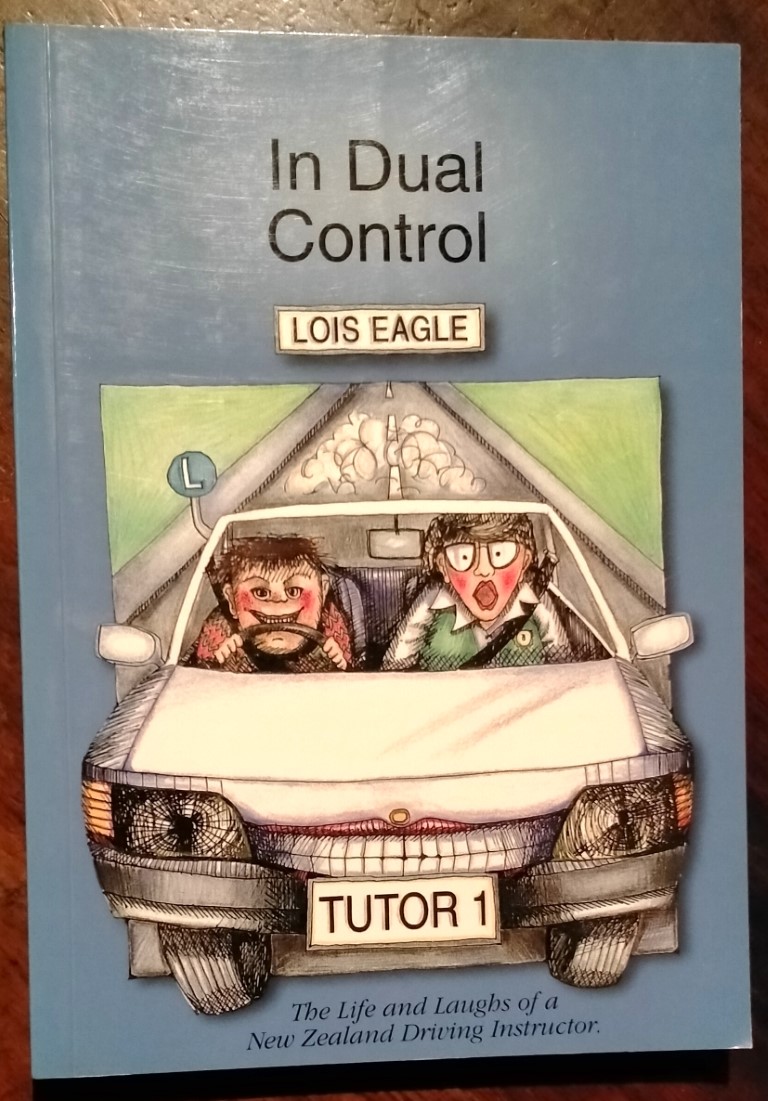 In Dual
Control
LOIS EAGLE
L
TUTOR 1
The Life and Laughs of a
New Zealand Driving Instructor.